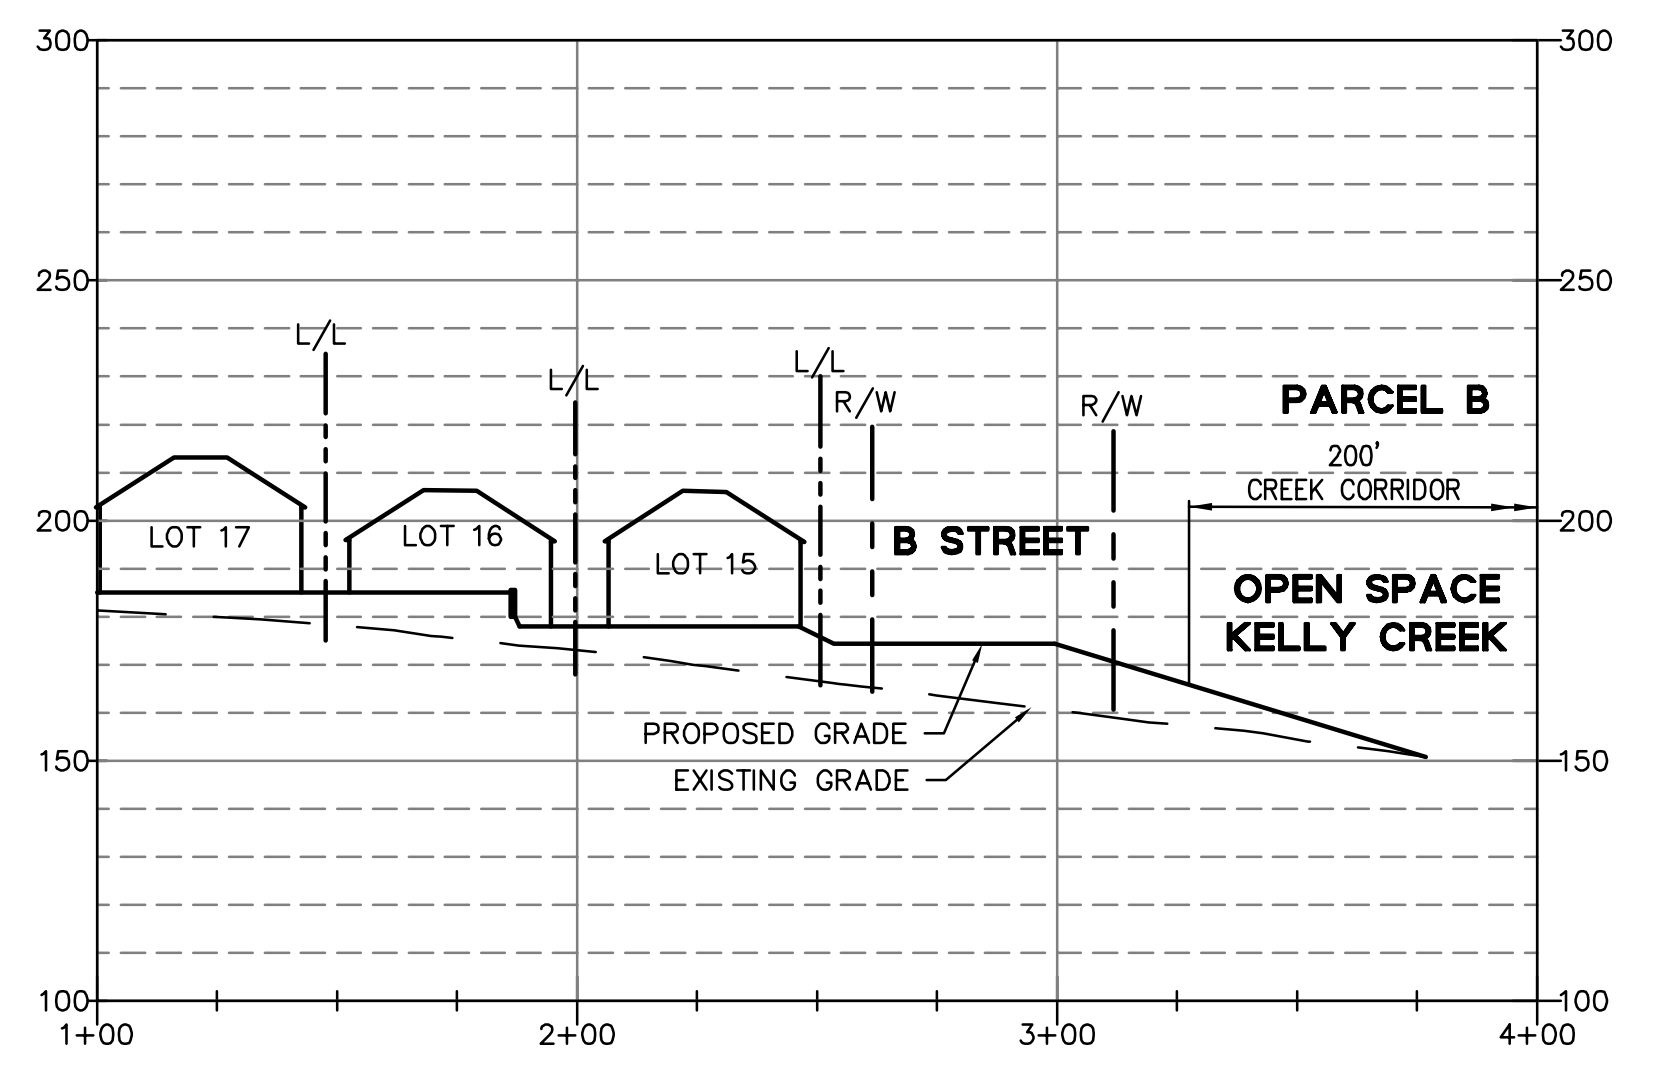 300 300
250 250
L/L
L/L
L/L
R/W
R/W
PARCEL B
200'
CREEK CORRIDOR
200 200
LOT 17
LOT 16
LOT 15
B STREET
OPEN SPACE
KELLY CREEK
PROPOSED GRADE
EXISTING GRADE
150 150
100 100
1+00 2+00 3+00 4+00